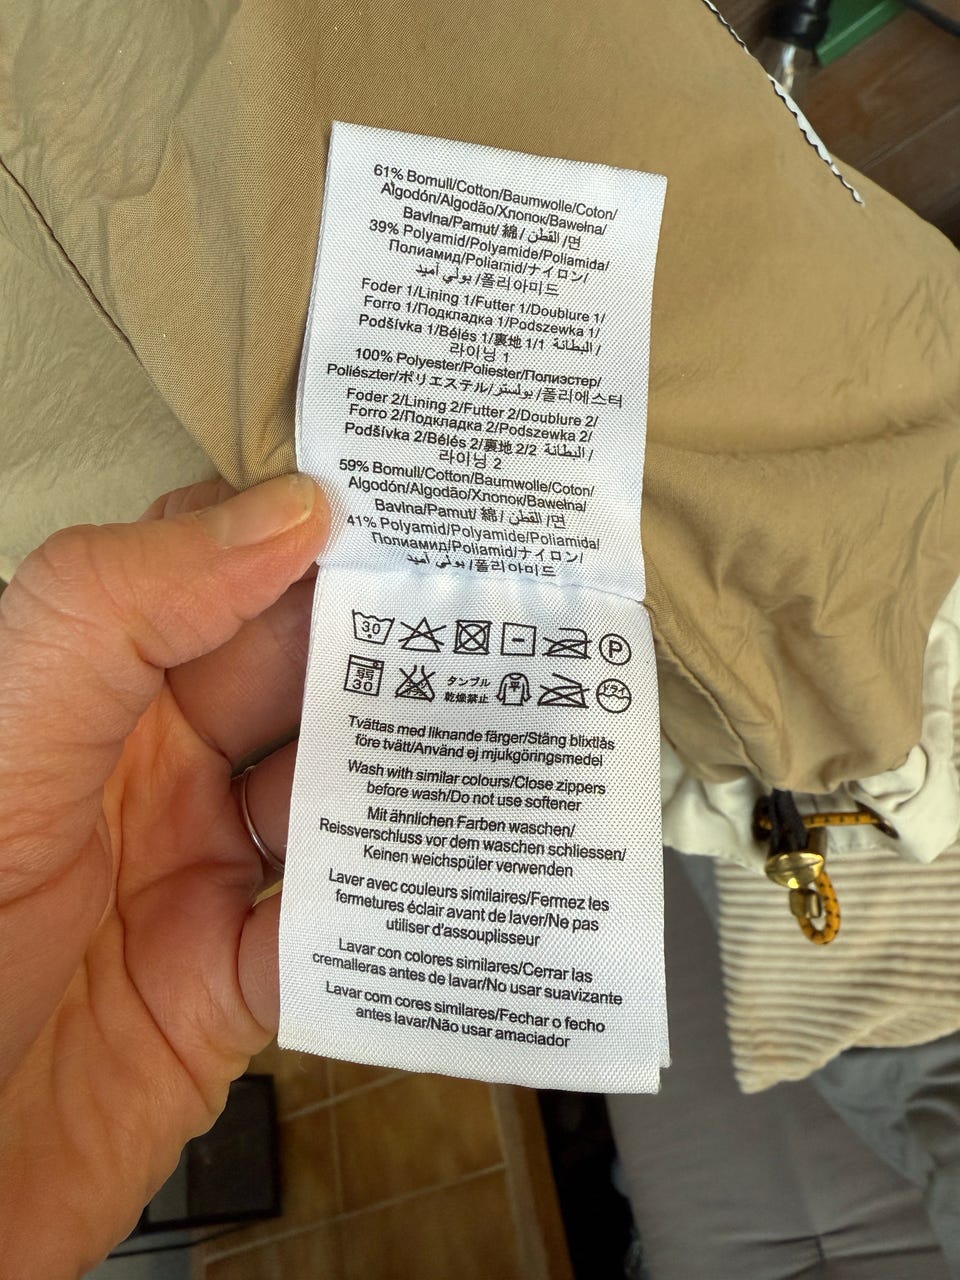 61% Bomull/Cotton/Baumwolle/Coton/
Algodón/Algodão/Хлопок/Bawełna/
Bavlna/Pamut/ 綿 / القطن /면
39% Polyamid/Polyamide/Poliamida/
Полиамид/Poliamid/ナイロン/
بولي أميد /폴리아미드
Foder 1/Lining 1/Futter 1/Doublure 1/
Forro 1/Подкладка 1/Podszewka 1/
Podšívka 1/Bélés 1/裏地 1/1 البطانة /
라이닝 1
100% Polyester/Poliester/Полиэстер/
Poliészter/ポリエステル/بولستر/폴리에스터
Foder 2/Lining 2/Futter 2/Doublure 2/
Forro 2/Подкладка 2/Podszewka 2/
Podšívka 2/Bélés 2/裏地 2/2 البطانة /
라이닝 2
59% Bomull/Cotton/Baumwolle/Coton/
Algodón/Algodão/Хлопок/Bawełna/
Bavlna/Pamut/ 綿 / القطن /면
41% Polyamid/Polyamide/Poliamida/
Полиамид/Poliamid/ナイロン/
بولي أميد /폴리아미드
30 P
弱 30 タンブル 乾燥禁止 平 ドライ
Tvättas med liknande färger/Stäng blixtlås
före tvätt/Använd ej mjukgöringsmedel
Wash with similar colours/Close zippers
before wash/Do not use softener
Mit ähnlichen Farben waschen/
Reissverschluss vor dem waschen schliessen/
Keinen weichspüler verwenden
Laver avec couleurs similaires/Fermez les
fermetures éclair avant de laver/Ne pas
utiliser d'assouplisseur
Lavar con colores similares/Cerrar las
cremalleras antes de lavar/No usar suavizante
Lavar com cores similares/Fechar o fecho
antes lavar/Não usar amaciador